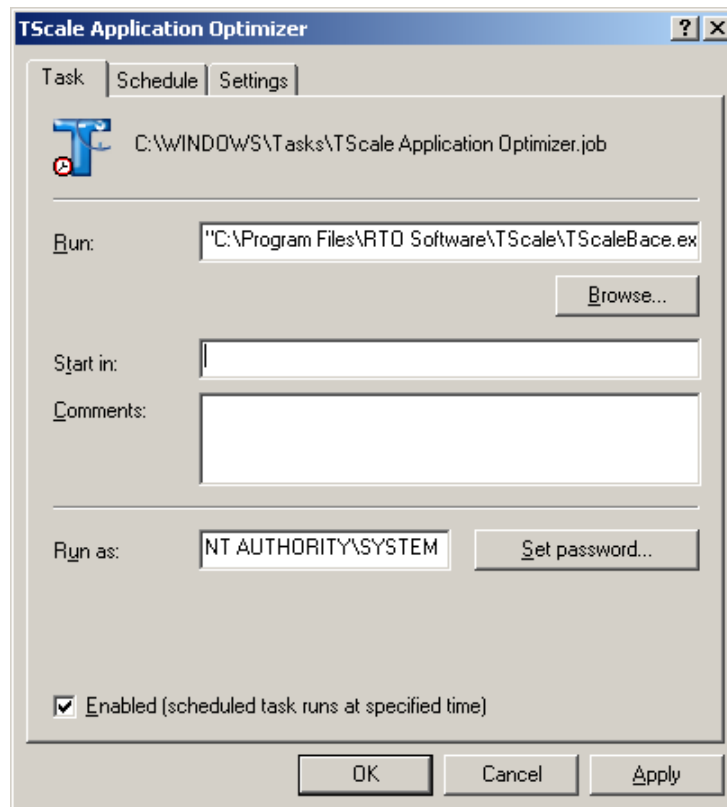 TScale Application Optimizer
Task Schedule Settings
C:\WINDOWS\Tasks\TScale Application Optimizer.job
Run: "C:\Program Files\RTO Software\TScale\TScaleBace.ex
Browse...
Start in:
Comments:
Run as: NT AUTHORITY\SYSTEM Set password...
Enabled (scheduled task runs at specified time)
OK Cancel Apply